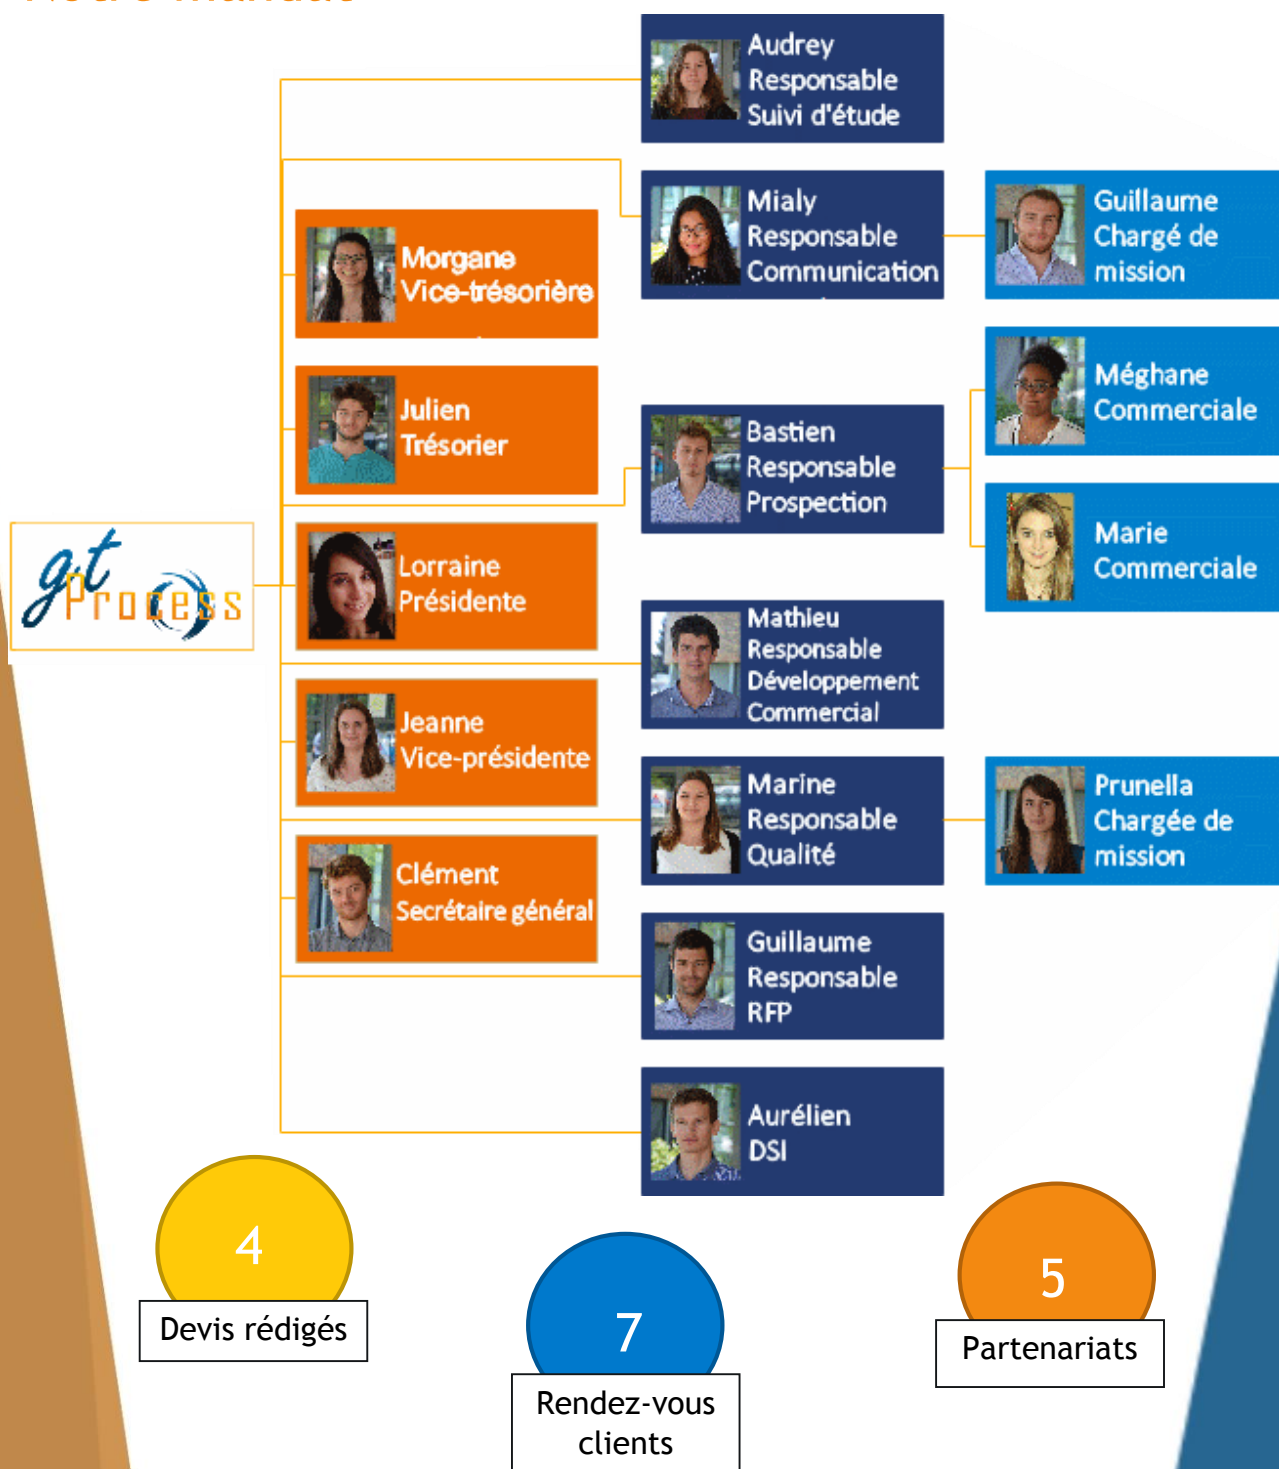 Audrey
Responsable
Suivi d'étude
Mialy
Responsable
Communication
Guillaume
Chargé de
mission
Morgane
Vice-trésorière
Méghane
Commerciale
Julien
Trésorier
Bastien
Responsable
Prospection
Marie
Commerciale
gt
Process
Lorraine
Présidente
Mathieu
Responsable
Développement
Commercial
Jeanne
Vice-présidente
Marine
Responsable
Qualité
Prunella
Chargée de
mission
Clément
Secrétaire général
Guillaume
Responsable
RFP
Aurélien
DSI
4
Devis rédigés
7
Rendez-vous
clients
5
Partenariats